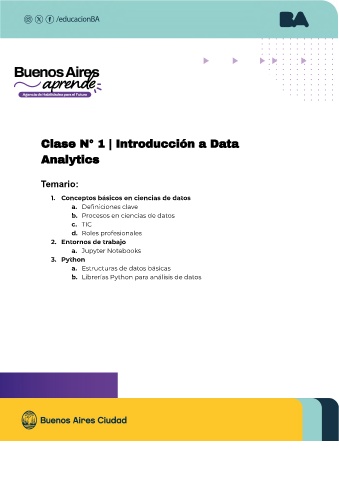 /educacionBA
BA
Buenos Aires
aprende
Agencia de Habilidades para el Futuro
Clase N° 1 | Introducción a Data
Analytics
Temario:
1. Conceptos básicos en ciencias de datos
a. Definiciones clave
b. Procesos en ciencias de datos
c. TIC
d. Roles profesionales
2. Entornos de trabajo
a. Jupyter Notebooks
3. Python
a. Estructuras de datos básicas
b. Librerías Python para análisis de datos
Buenos Aires Ciudad